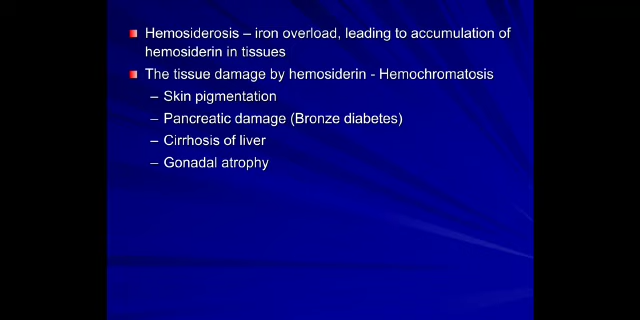 Hemosiderosis – iron overload, leading to accumulation of
hemosiderin in tissues
The tissue damage by hemosiderin - Hemochromatosis
– Skin pigmentation
– Pancreatic damage (Bronze diabetes)
– Cirrhosis of liver
– Gonadal atrophy